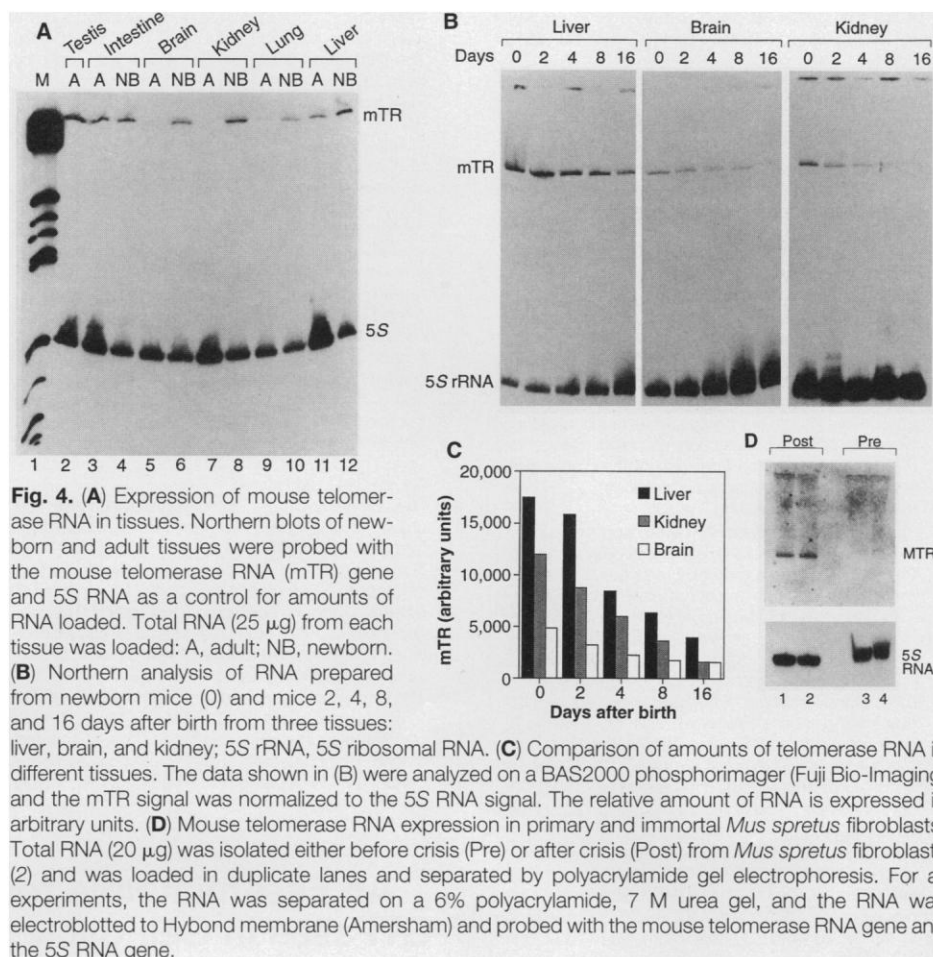 A
Testis Intestine Brain Kidney Lung Liver
M A A NB A NB A NB A NB A NB
mTR
5S
1 2 3 4 5 6 7 8 9 10 11 12
B
Liver Brain Kidney
Days 0 2 4 8 16 0 2 4 8 16 0 2 4 8 16
mTR
5S rRNA
C
20,000
15,000
10,000
5,000
0
mTR (arbitrary units)
Liver
Kidney
Brain
0 2 4 8 16
Days after birth
D
Post Pre
MTR
5S
RNA
1 2 3 4
Fig. 4. (A) Expression of mouse telomer-
ase RNA in tissues. Northern blots of new-
born and adult tissues were probed with
the mouse telomerase RNA (mTR) gene
and 5S RNA as a control for amounts of
RNA loaded. Total RNA (25 µg) from each
tissue was loaded: A, adult; NB, newborn.
(B) Northern analysis of RNA prepared
from newborn mice (0) and mice 2, 4, 8,
and 16 days after birth from three tissues:
liver, brain, and kidney; 5S rRNA, 5S ribosomal RNA. (C) Comparison of amounts of telomerase RNA i
different tissues. The data shown in (B) were analyzed on a BAS2000 phosphorimager (Fuji Bio-Imaging
and the mTR signal was normalized to the 5S RNA signal. The relative amount of RNA is expressed i
arbitrary units. (D) Mouse telomerase RNA expression in primary and immortal Mus spretus fibroblasts
Total RNA (20 µg) was isolated either before crisis (Pre) or after crisis (Post) from Mus spretus fibroblast
(2) and was loaded in duplicate lanes and separated by polyacrylamide gel electrophoresis. For a
experiments, the RNA was separated on a 6% polyacrylamide, 7 M urea gel, and the RNA wa
electroblotted to Hybond membrane (Amersham) and probed with the mouse telomerase RNA gene an
the 5S RNA gene.